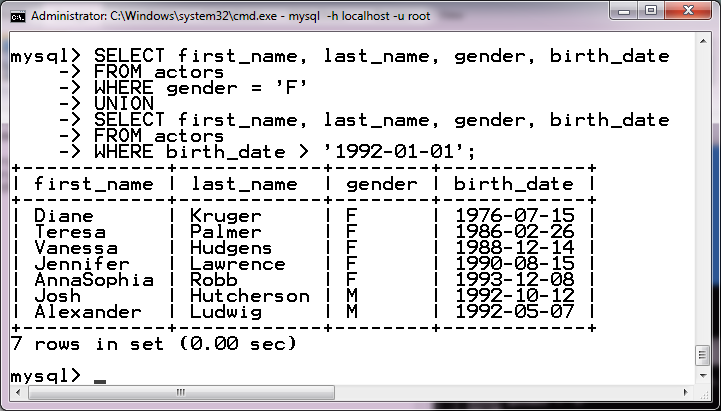 Administrator: C:\Windows\system32\cmd.exe - mysql  -h localhost -u root
mysql> SELECT first_name, last_name, gender, birth_date
    -> FROM actors
    -> WHERE gender = 'F'
    -> UNION
    -> SELECT first_name, last_name, gender, birth_date
    -> FROM actors
    -> WHERE birth_date > '1992-01-01';
+-------------+------------+--------+------------+
| first_name  | last_name  | gender | birth_date |
+-------------+------------+--------+------------+
| Diane       | Kruger     | F      | 1976-07-15 |
| Teresa      | Palmer     | F      | 1986-02-26 |
| Vanessa     | Hudgens    | F      | 1988-12-14 |
| Jennifer    | Lawrence   | F      | 1990-08-15 |
| AnnaSophia  | Robb       | F      | 1993-12-08 |
| Josh        | Hutcherson | M      | 1992-10-12 |
| Alexander   | Ludwig     | M      | 1992-05-07 |
+-------------+------------+--------+------------+
7 rows in set (0.00 sec)
mysql> _